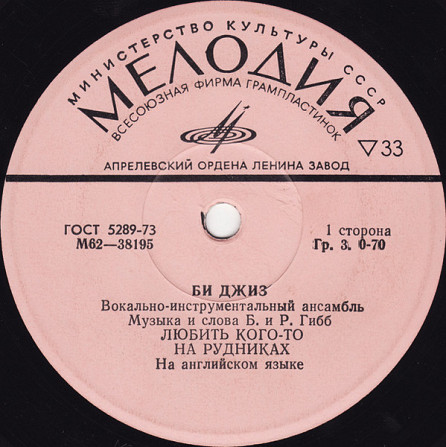 МИНИСТЕРСТВО КУЛЬТУРЫ СССР
МЕЛОДИЯ
ВСЕСОЮЗНАЯ ФИРМА ГРАМПЛАСТИНОК
▽33
АПРЕЛЕВСКИЙ ОРДЕНА ЛЕНИНА ЗАВОД
ГОСТ 5289-73
М62—38195
1 сторона
Гр. 3. 0-70
БИ ДЖИЗ
Вокально-инструментальный ансамбль
Музыка и слова Б. и Р. Гибб
ЛЮБИТЬ КОГО-ТО
НА РУДНИКАХ
На английском языке